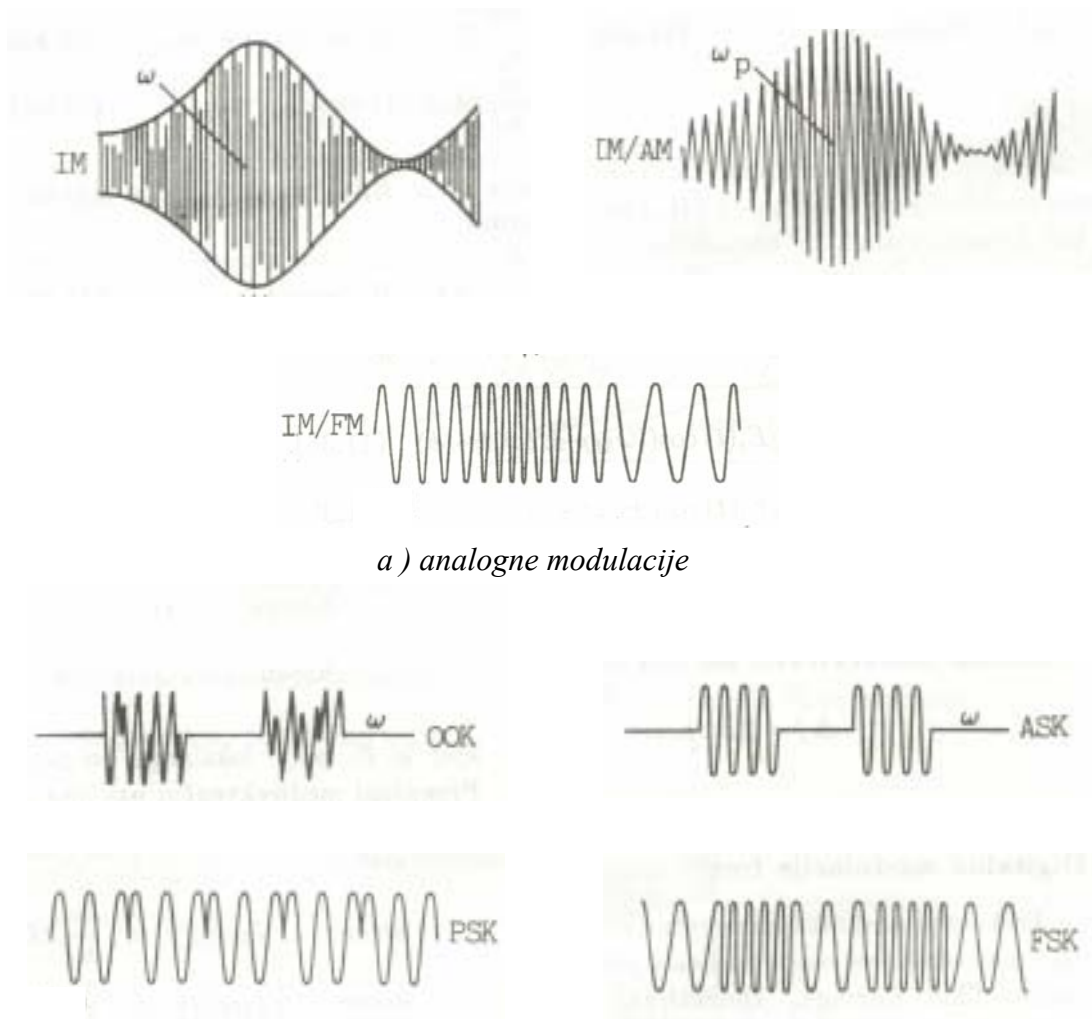 ω
IM
ω p
IM/AM
IM/FM
a ) analogne modulacije
ω
OOK
ω
ASK
PSK
FSK